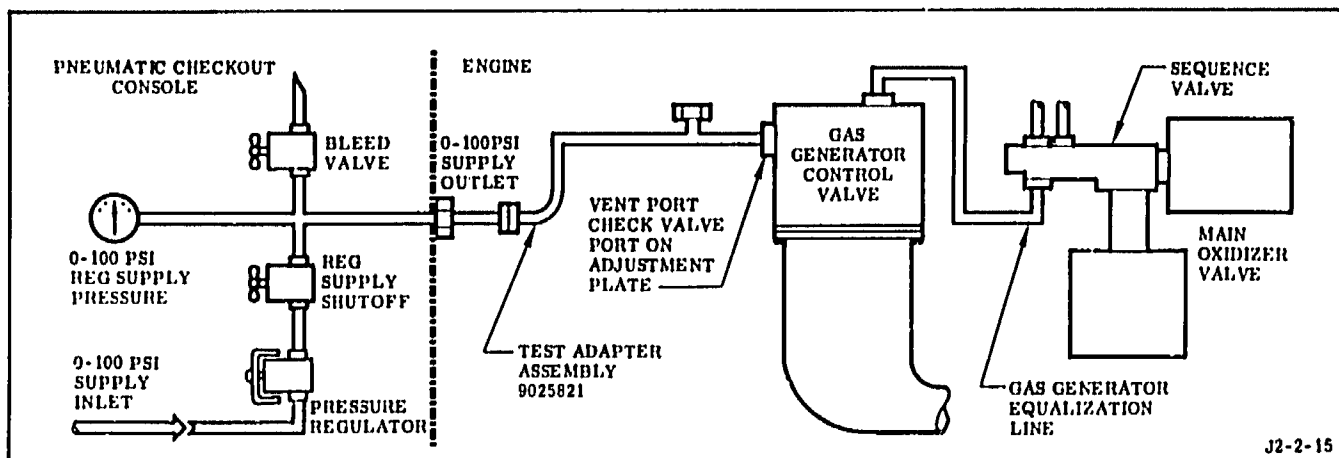 PNEUMATIC CHECKOUT
CONSOLE
BLEED
VALVE
0-100 PSI
REG SUPPLY
PRESSURE
REG
SUPPLY
SHUTOFF
0-100 PSI
SUPPLY
INLET
PRESSURE
REGULATOR
ENGINE
0-100PSI
SUPPLY
OUTLET
TEST ADAPTER
ASSEMBLY
9025821
VENT PORT
CHECK VALVE
PORT ON
ADJUSTMENT
PLATE
GAS
GENERATOR
CONTROL
VALVE
SEQUENCE
VALVE
MAIN
OXIDIZER
VALVE
GAS GENERATOR
EQUALIZATION
LINE
J2-2-15